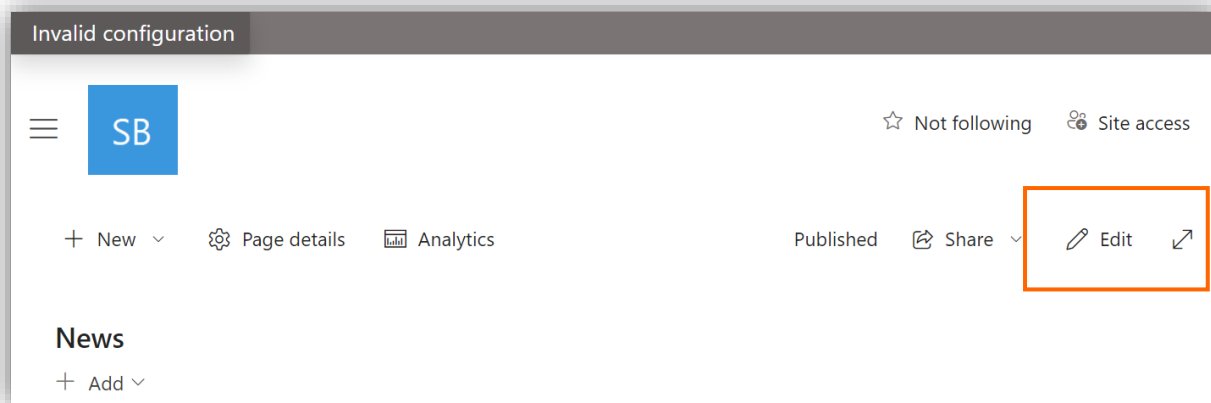 Invalid configuration
SB
Not following Site access
New Page details Analytics Published Share Edit
News
Add